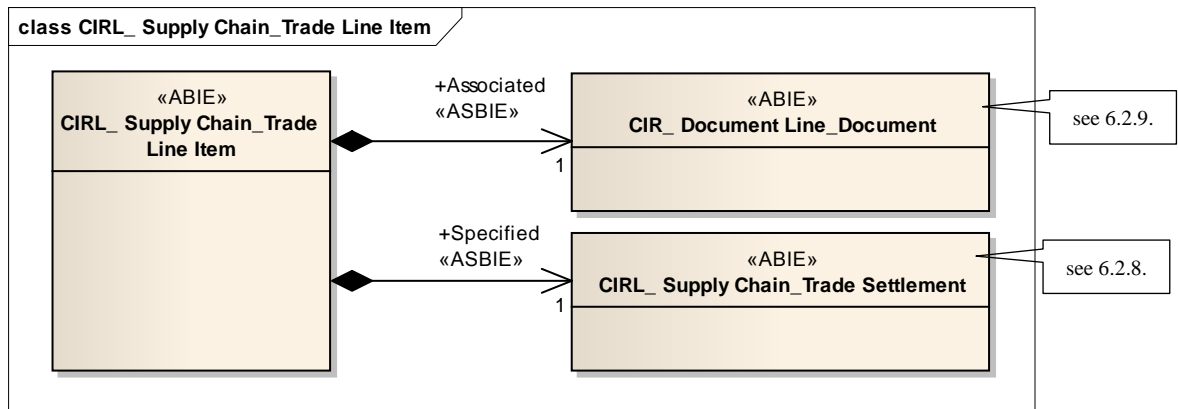 class CIRL_ Supply Chain_Trade Line Item
«ABIE»
CIRL_ Supply Chain_Trade
Line Item
+Associated
«ASBIE»
1
«ABIE»
CIR_ Document Line_Document
see 6.2.9.
+Specified
«ASBIE»
1
«ABIE»
CIRL_ Supply Chain_Trade Settlement
see 6.2.8.